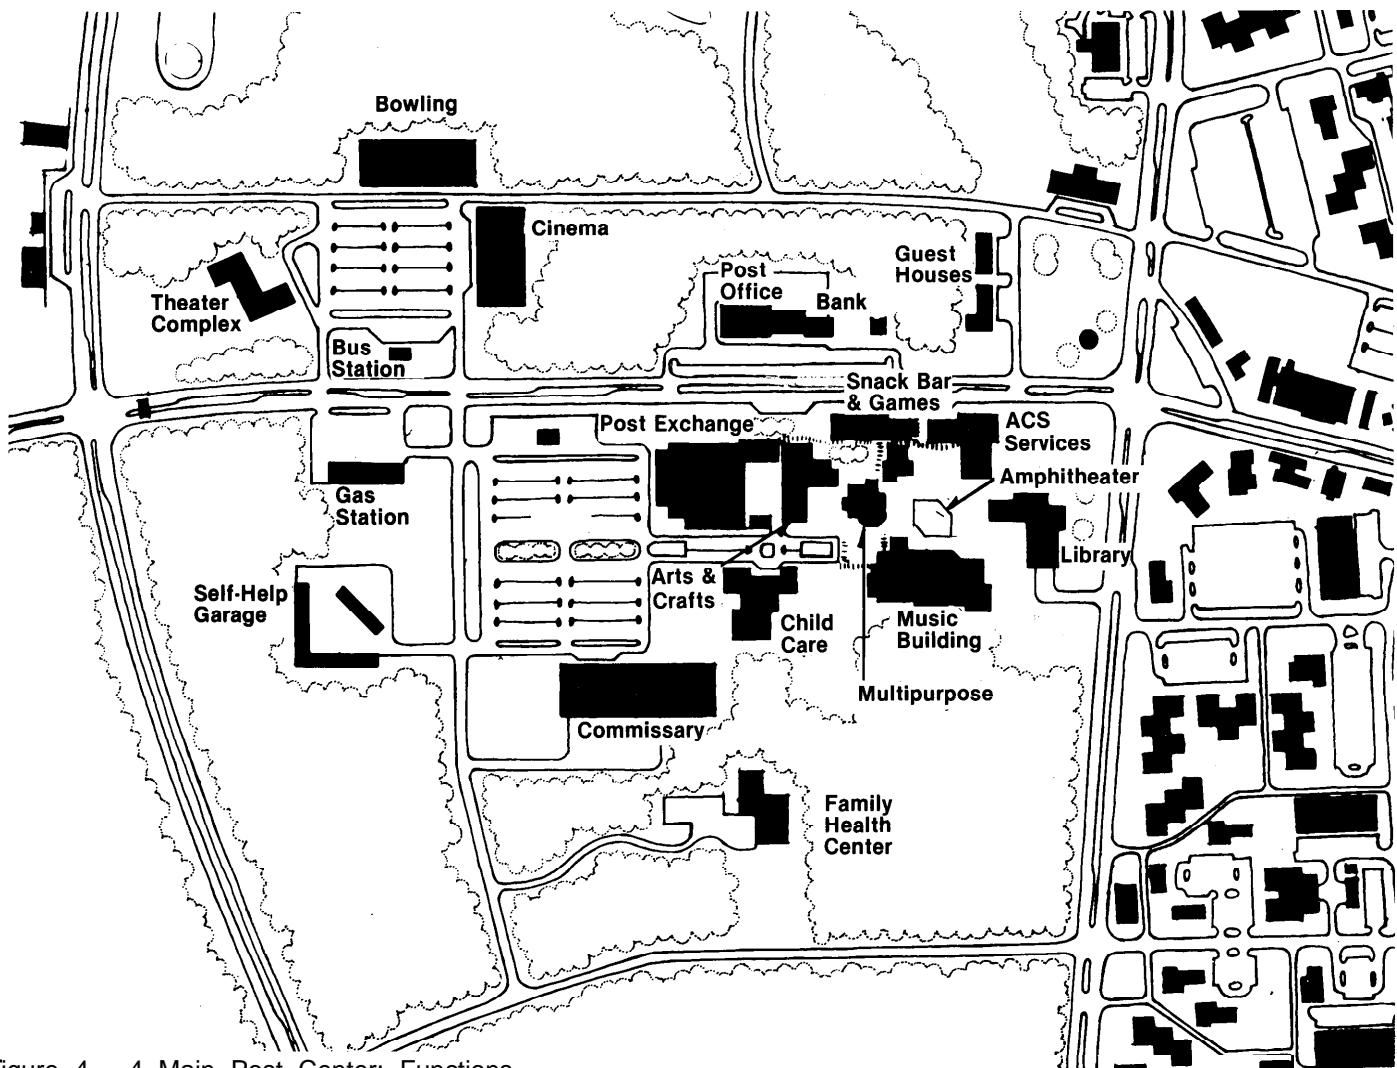 Bowling
Cinema
Guest
Houses
Post
Office
Bank
Theater
Complex
Bus
Station
Snack Bar
& Games
Post Exchange
ACS
Services
Amphitheater
Gas
Station
Library
Arts &
Crafts
Self-Help
Garage
Child
Care
Music
Building
Multipurpose
Commissary
Family
Health
Center
4 Main Post Center: Functions